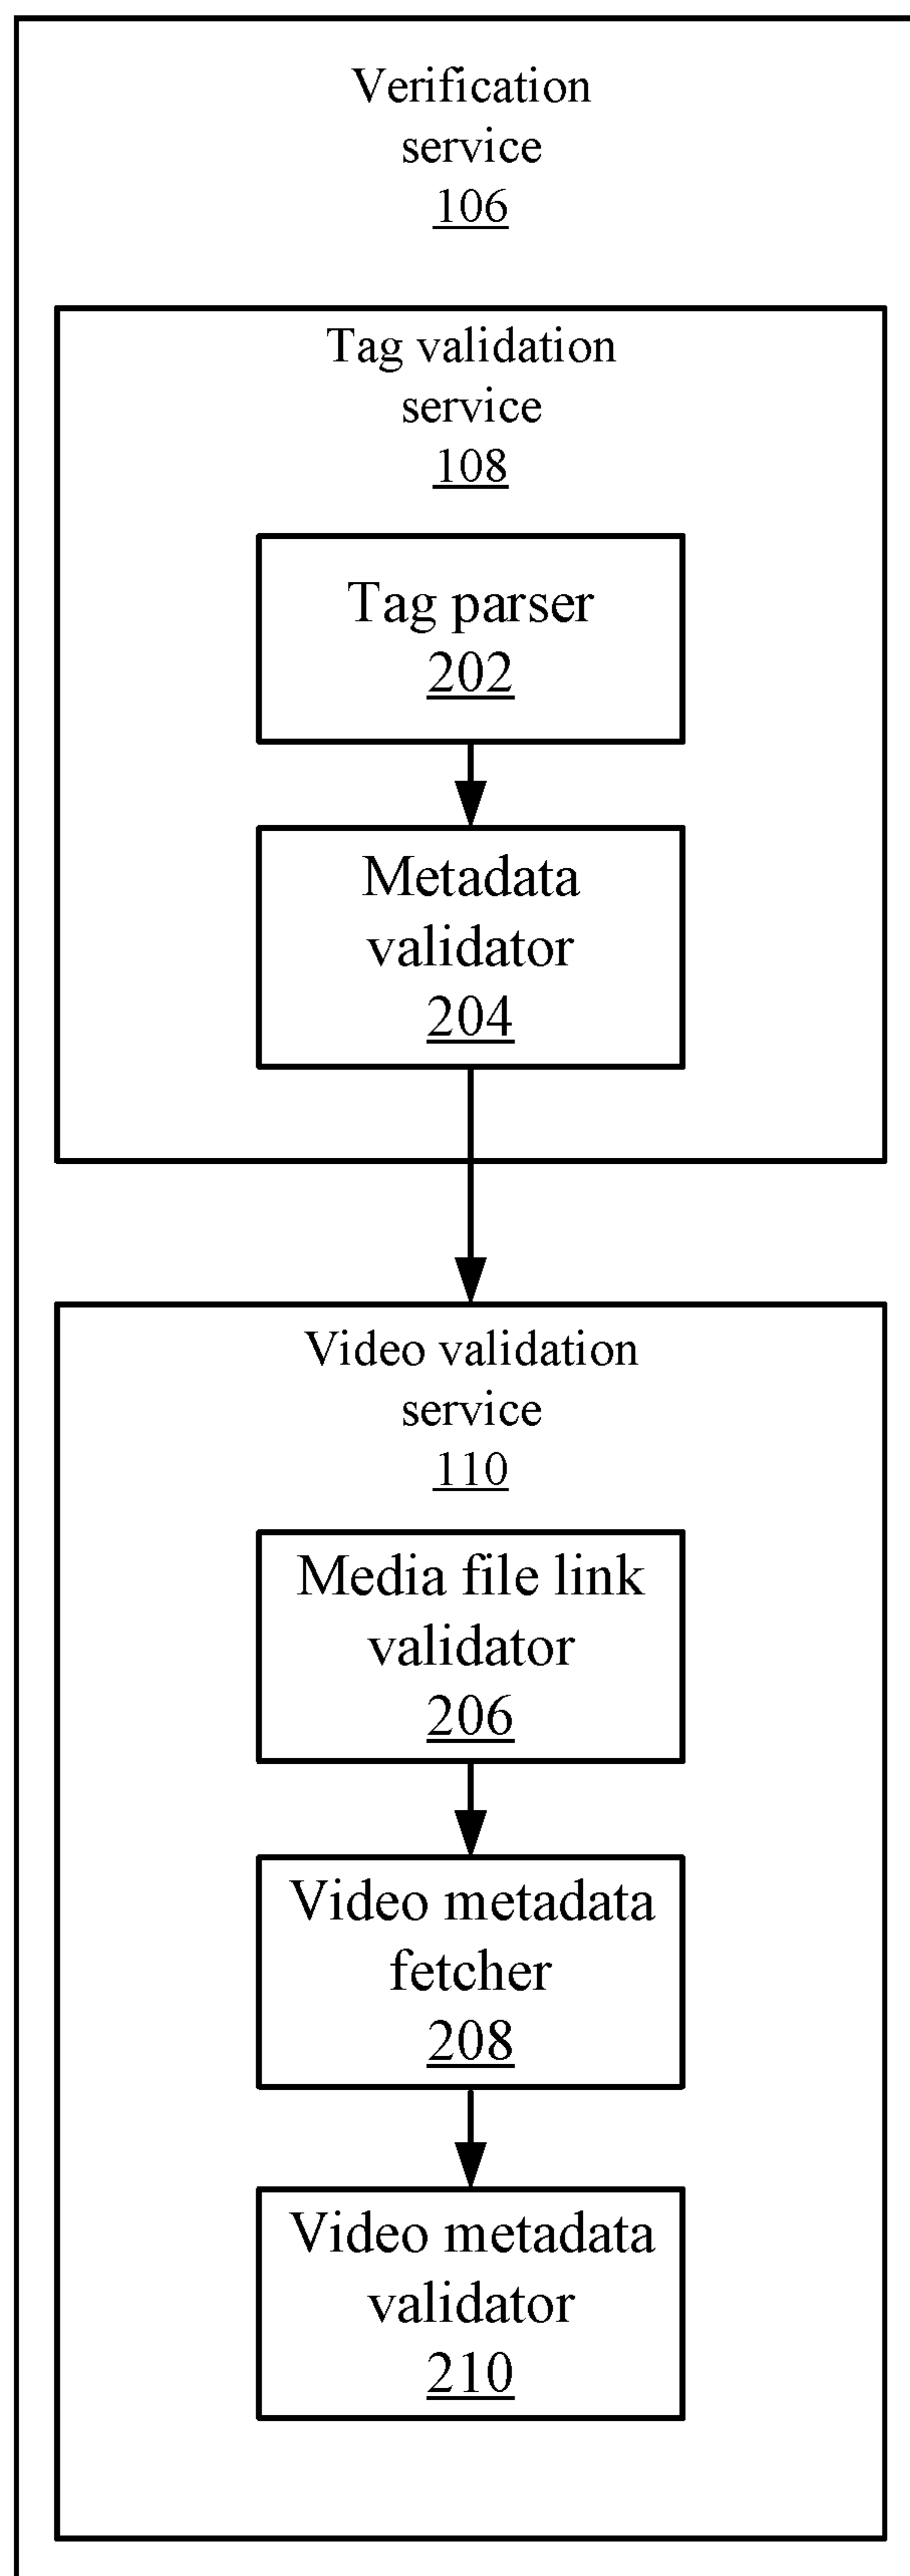 Verification
service
106
Tag validation
service
108
Tag parser
202
Metadata
validator
204
Video validation
service
110
Media file link
validator
206
Video metadata
fetcher
208
Video metadata
validator
210